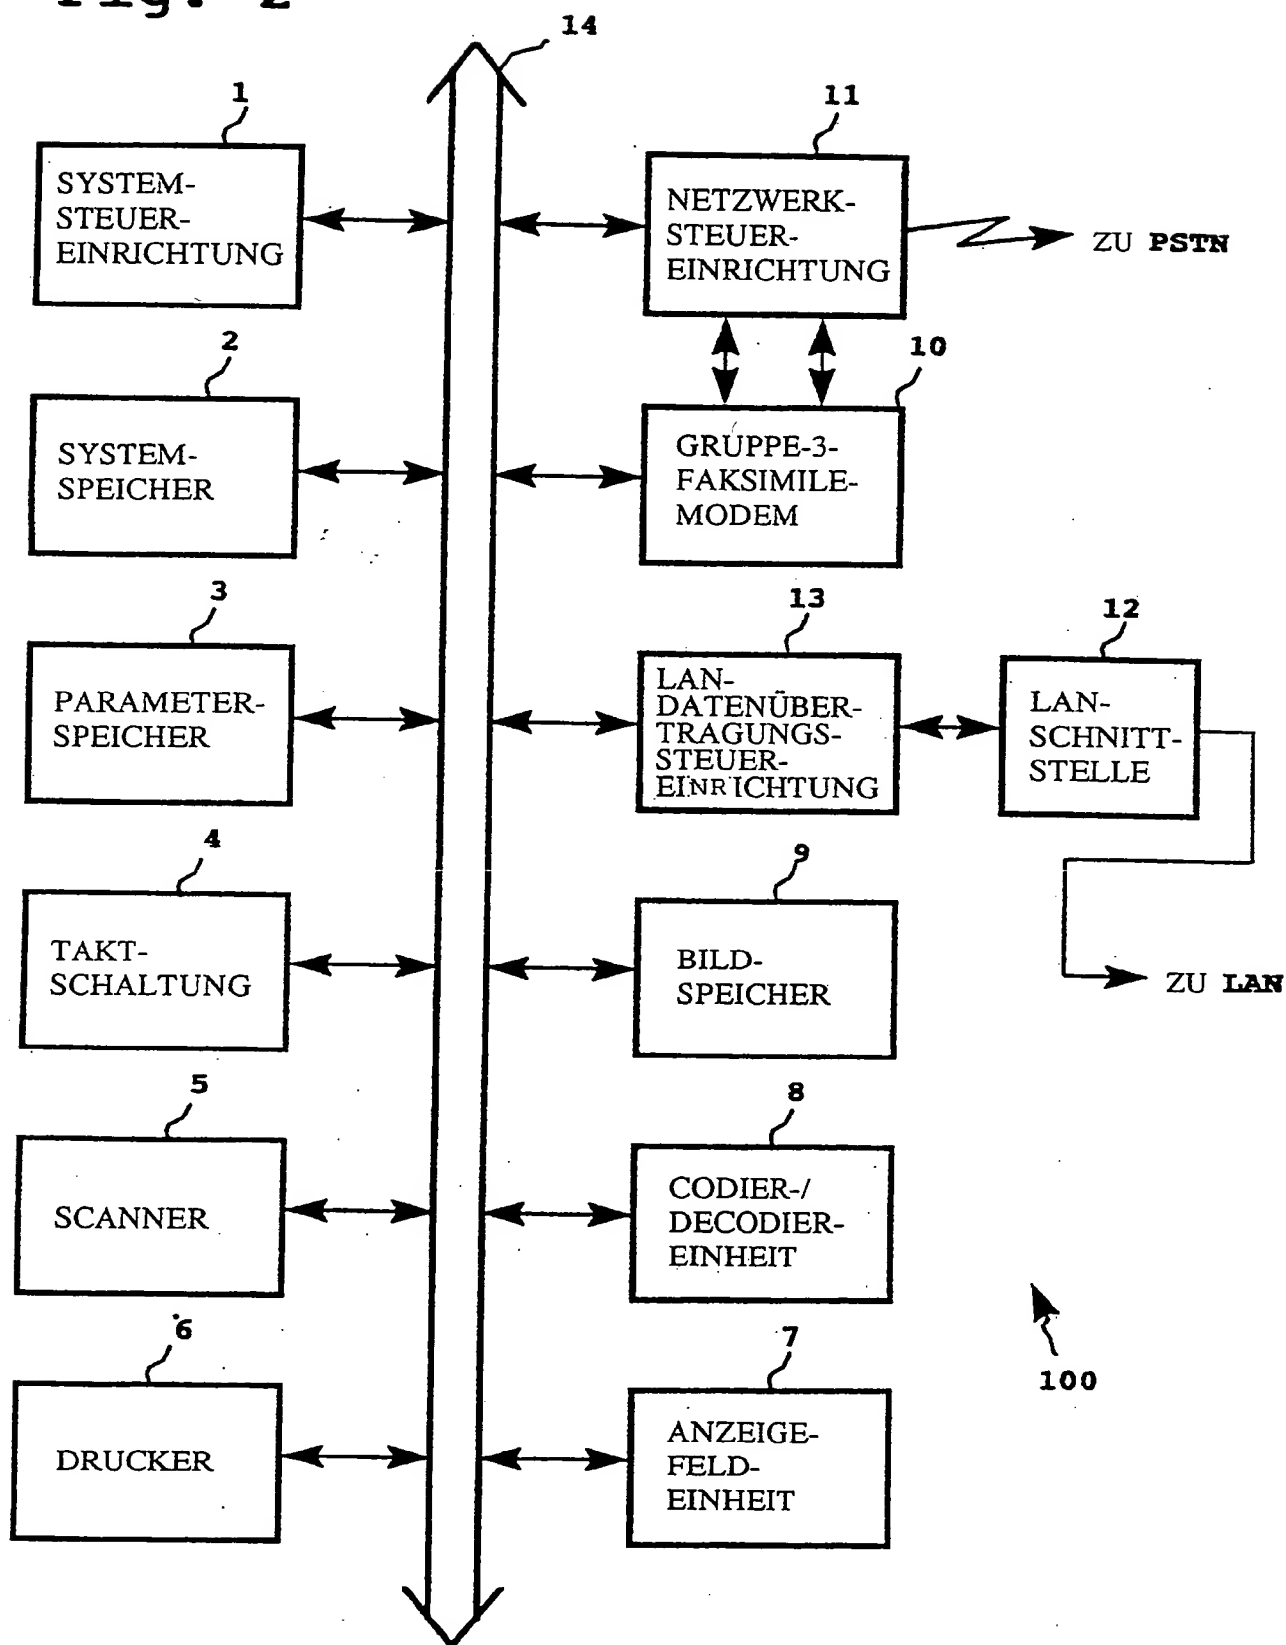 Fig. 2
14
1
SYSTEM-
STEUER-
EINRICHTUNG
11
NETZWERK-
STEUER-
EINRICHTUNG
ZU PSTN
2
SYSTEM-
SPEICHER
10
GRUPPE-3-
FAKSIMILE-
MODEM
3
PARAMETER-
SPEICHER
13
LAN-
DATENÜBER-
TRAGUNGS-
STEUER-
EINRICHTUNG
12
LAN-
SCHNITT-
STELLE
ZU LAN
4
TAKT-
SCHALTUNG
9
BILD-
SPEICHER
5
SCANNER
8
CODIER-/
DECODIER-
EINHEIT
6
DRUCKER
7
ANZEIGE-
FELD-
EINHEIT
100